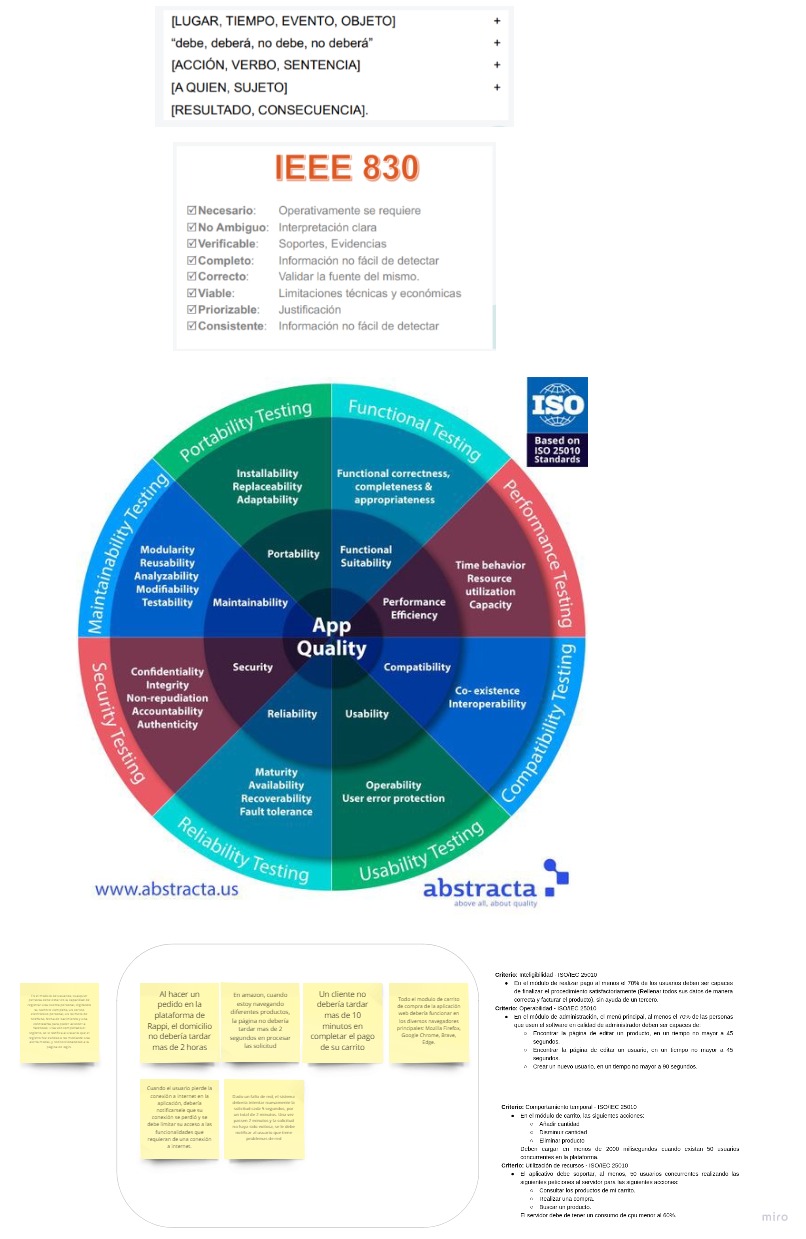 [LUGAR, TIEMPO, EVENTO, OBJETO] +
“debe, deberá, no debe, no deberá” +
[ACCIÓN, VERBO, SENTENCIA] +
[A QUIEN, SUJETO] +
[RESULTADO, CONSECUENCIA].
IEEE 830
Necesario: Operativamente se requiere
No Ambiguo: Interpretación clara
Verificable: Soportes, Evidencias
Completo: Información no fácil de detectar
Correcto: Validar la fuente del mismo.
Viable: Limitaciones técnicas y económicas
Priorizable: Justificación
Consistente: Información no fácil de detectar
ISO
Based on
ISO 25010
Standards
Portability Testing
Functional Testing
Performance Testing
Compatibility Testing
Usability Testing
Reliability Testing
Security Testing
Maintainability Testing
Installability
Replaceability
Adaptability
Functional correctness,
completeness &
appropriateness
Modularity
Reusability
Analyzability
Modifiability
Testability
Portability
Functional
Suitability
Time behavior
Resource
utilization
Capacity
Maintainability
Performance
Efficiency
App
Quality
Confidentiality
Integrity
Non-repudiation
Accountability
Authenticity
Security
Compatibility
Co- existence
Interoperability
Reliability
Usability
Maturity
Availability
Recoverability
Fault tolerance
Operability
User error protection
www.abstracta.us
abstracta
above all, about quality
Al hacer un
pedido en la
plataforma de
Rappi, el domicilio
no debería tardar
mas de 2 horas
En amazon, cuando
estoy navegando
diferentes productos,
la página no debería
tardar mas de 2
segundos en procesar
las solicitud
Un cliente no
debería tardar
mas de 10
minutos en
completar el pago
de su carrito
Todo el modulo de carrito
de compra de la aplicación
web debería funcionar en
los diversos navegadores
principales: Mozilla Firefox,
Google Chrome, Brave,
Edge.
Cuando el usuario pierde la
conexión a internet en la
aplicación, debería
notificársele que su
conexión se perdió y se
debe limitar su acceso a las
funcionalidades que
requieran de una conexión
a internet.
Criterio: Inteligibilidad - ISO/IEC 25010
En el módulo de realizar pago al menos el 70% de los usuarios deben ser capaces
de finalizar el procedimiento satisfactoriamente (Rellenar todos sus datos de manera
correcta y facturar el producto), sin ayuda de un tercero.
Criterio: Operabilidad - ISO/IEC 25010
En el módulo de administración, el menú principal, al menos el 70% de las personas
que usen el software en calidad de administrador deben ser capaces de:
Encontrar la página de editar un producto, en un tiempo no mayor a 45
segundos.
Encontrar la página de editar un usuario, en un tiempo no mayor a 45
segundos.
Crear un nuevo usuario, en un tiempo no mayor a 90 segundos.
Criterio: Comportamiento temporal - ISO/IEC 25010
En el módulo de carrito, las siguientes acciones:
Añadir cantidad
Disminuir cantidad
Eliminar producto
Deben cargar en menos de 2000 milisegundos cuando existan 50 usuarios
concurrentes en la plataforma.
Criterio: Utilización de recursos - ISO/IEC 25010
El aplicativo debe soportar, al menos, 50 usuarios concurrentes realizando las
siguientes peticiones al servidor para las siguientes acciones:
Consultar los productos de mi carrito.
Realizar una compra.
Buscar un producto.
El servidor debe de tener un consumo de cpu menor al 60%.
miro